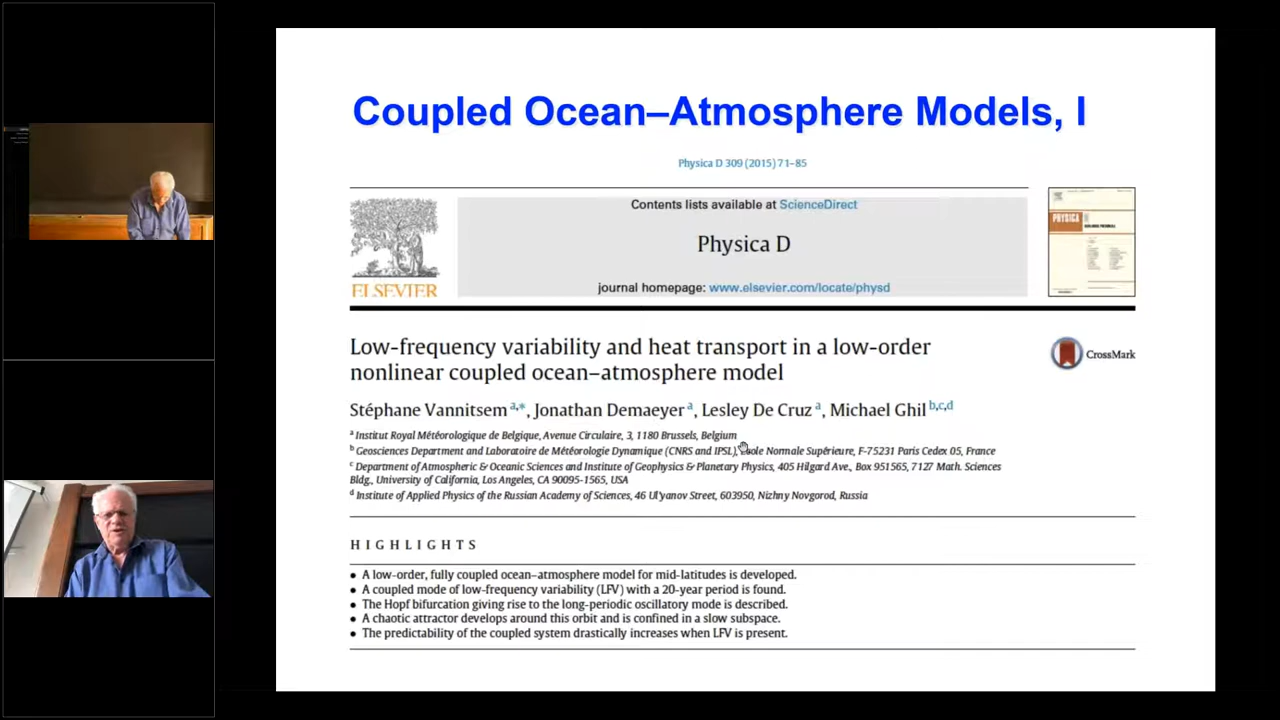 Coupled Ocean–Atmosphere Models, I
Physica D 309 (2015) 71–85
Contents lists available at ScienceDirect
Physica D
journal homepage: www.elsevier.com/locate/physd
ELSEVIER
PHYSICA
Low-frequency variability and heat transport in a low-order
nonlinear coupled ocean–atmosphere model
CrossMark
Stéphane Vannitsem a,*, Jonathan Demaeyer a, Lesley De Cruz a, Michael Ghil b,c,d
a Institut Royal Météorologique de Belgique, Avenue Circulaire, 3, 1180 Brussels, Belgium
b Geosciences Department and Laboratoire de Météorologie Dynamique (CNRS and IPSL), Normale Supérieure, F-75231 Paris Cedex 05, France
c Department of Atmospheric & Oceanic Sciences and Institute of Geophysics & Planetary Physics, 405 Hilgard Ave., Box 951565, 7127 Math. Sciences
Bldg., University of California, Los Angeles, CA 90095-1565, USA
d Institute of Applied Physics of the Russian Academy of Sciences, 46 Ul'yanov Street, 603950, Nizhny Novgorod, Russia
HIGHLIGHTS
• A low-order, fully coupled ocean–atmosphere model for mid-latitudes is developed.
• A coupled mode of low-frequency variability (LFV) with a 20-year period is found.
• The Hopf bifurcation giving rise to the long-periodic oscillatory mode is described.
• A chaotic attractor develops around this orbit and is confined in a slow subspace.
• The predictability of the coupled system drastically increases when LFV is present.